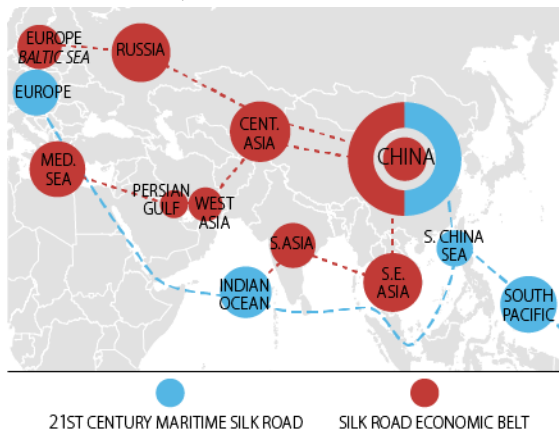 EUROPE
BALTIC SEA
RUSSIA
EUROPE
CENT.
ASIA
CHINA
MED.
SEA
PERSIAN
GULF
WEST
ASIA
S.ASIA
S. CHINA
SEA
INDIAN
OCEAN
S.E.
ASIA
SOUTH
PACIFIC
21ST CENTURY MARITIME SILK ROAD
SILK ROAD ECONOMIC BELT